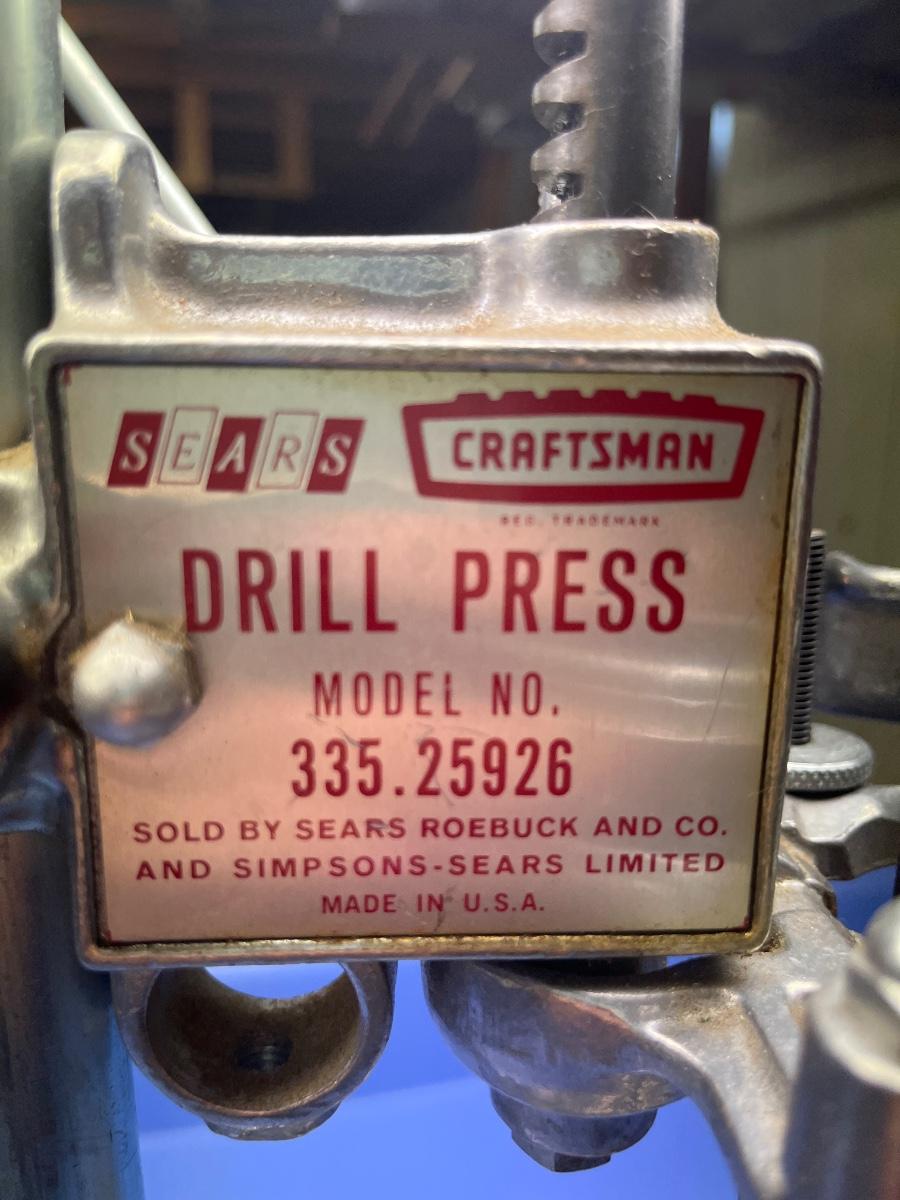 SEARS CRAFTSMAN
REG. TRADEMARK
DRILL PRESS
MODEL NO.
335.25926
SOLD BY SEARS ROEBUCK AND CO.
AND SIMPSONS-SEARS LIMITED
MADE IN U.S.A.